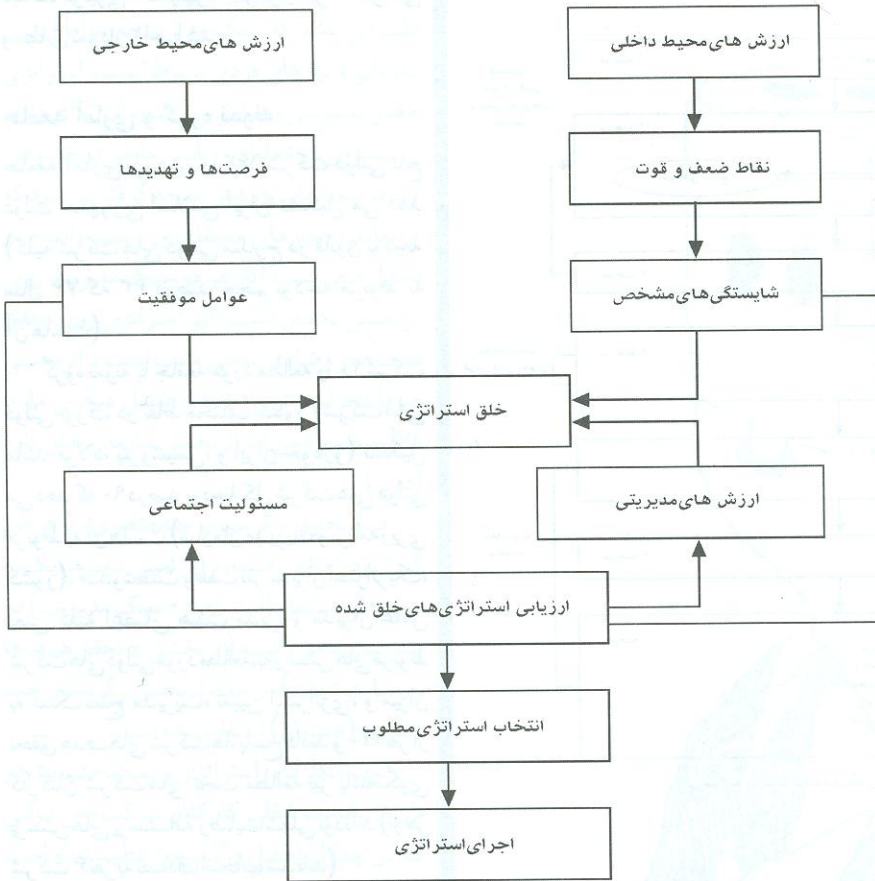 ارزش های محیط داخلی
ارزش های محیط خارجی
نقاط ضعف و قوت
فرصت‌ها و تهدیدها
شایستگی‌های مشخص
عوامل موفقیت
خلق استراتژی
ارزش های مدیریتی
مسئولیت اجتماعی
ارزیابی استراتژی‌های خلق شده
انتخاب استراتژی مطلوب
اجرای استراتژی